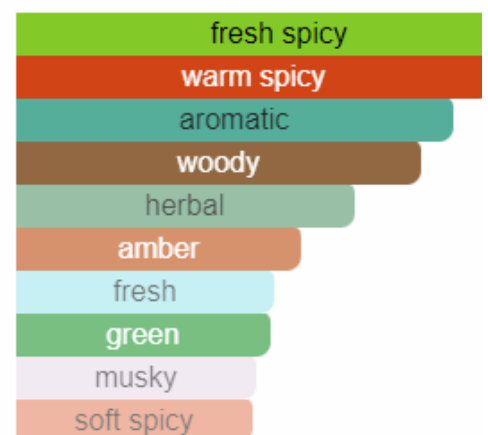 fresh spicy
warm spicy
aromatic
woody
herbal
amber
fresh
green
musky
soft spicy